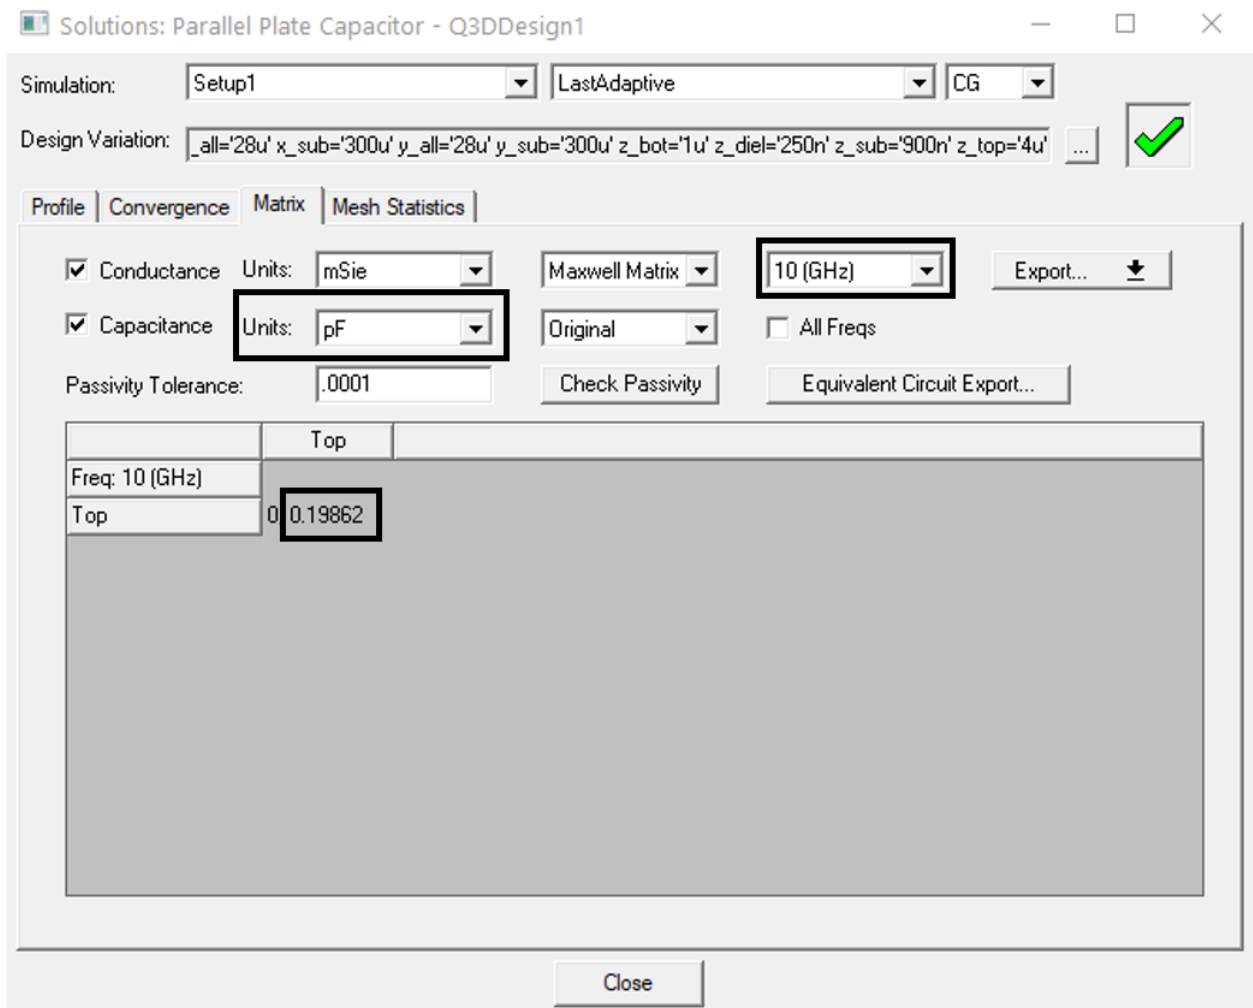 Solutions: Parallel Plate Capacitor - Q3DDesign1
Simulation: Setup1 LastAdaptive CG
Design Variation: _all='28u' x_sub='300u' y_all='28u' y_sub='300u' z_bot='1u' z_diel='250n' z_sub='900n' z_top='4u' ...
Profile Convergence Matrix Mesh Statistics
Conductance Units: mSie Maxwell Matrix 10 (GHz) Export...
Capacitance Units: pF Original All Freqs
Passivity Tolerance: .0001 Check Passivity Equivalent Circuit Export...
Top
Freq: 10 (GHz)
Top 0 0.19862
Close